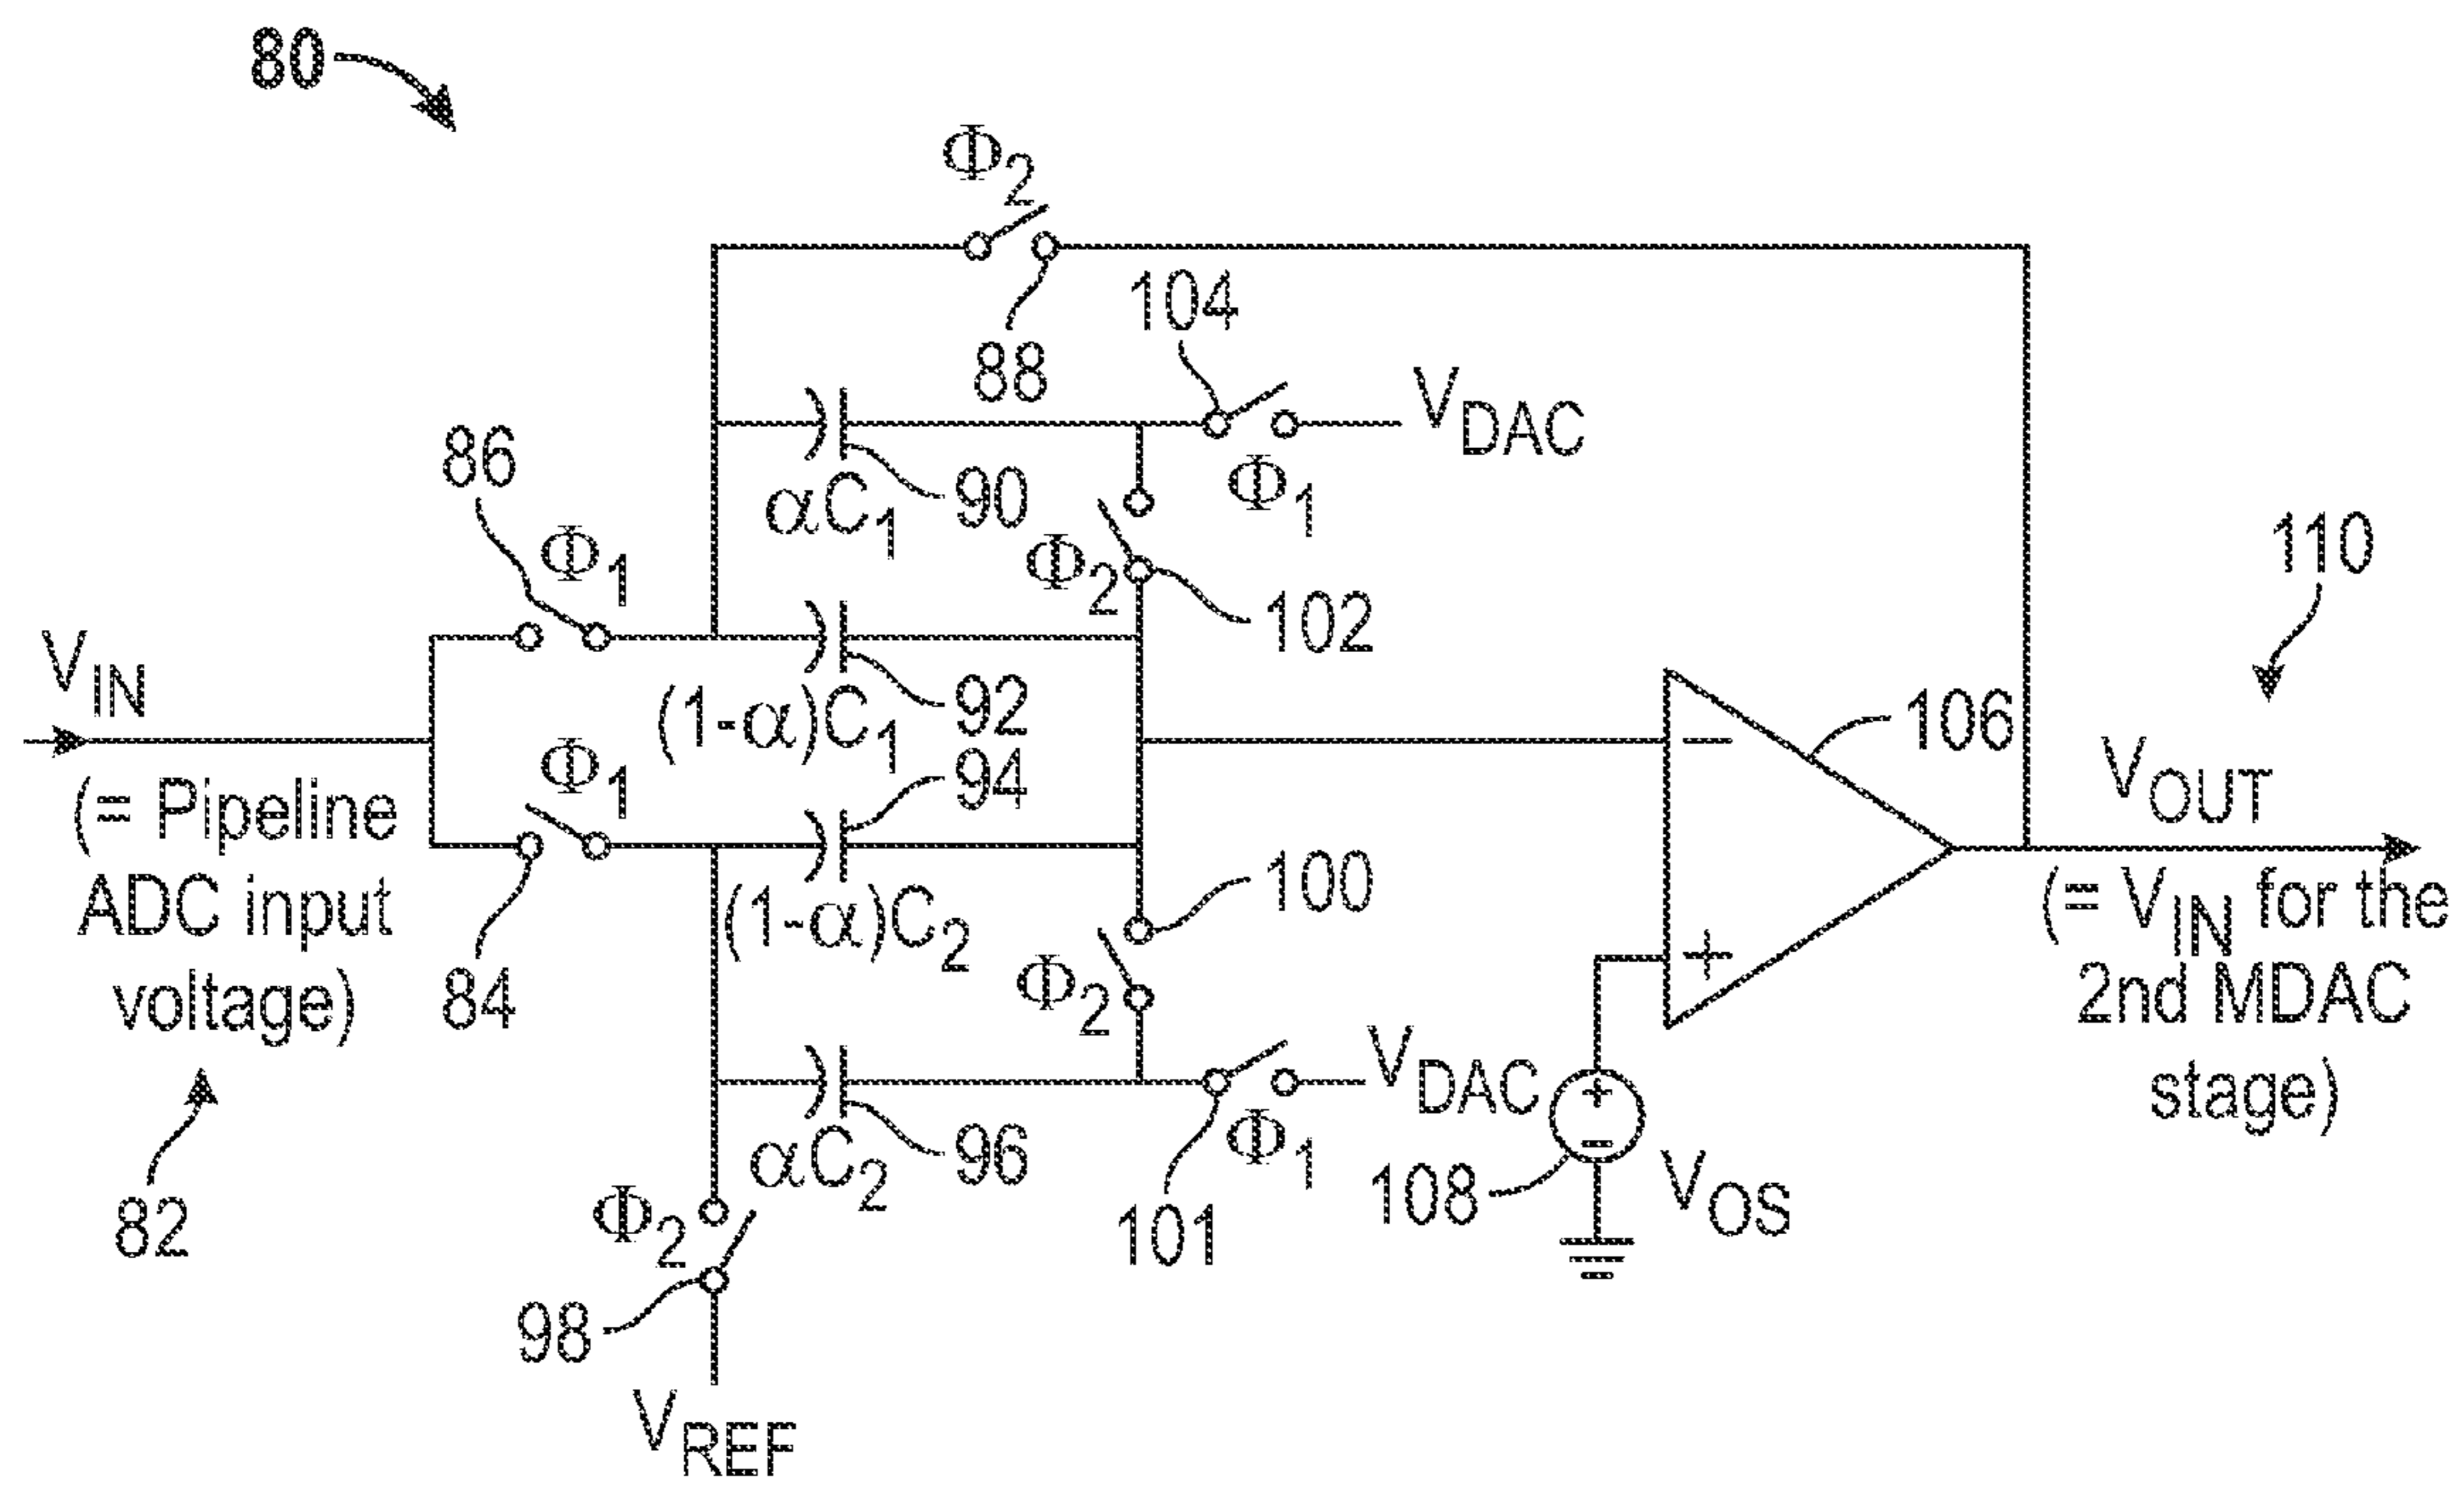 80
Φ2
88
104
VDAC
Φ1
86
αC1
90
Φ1
Φ2
102
110
VIN
(1-α)C1
92
106
(= Pipeline
ADC input
voltage)
Φ1
94
VOUT
(= VIN for the
2nd MDAC
stage)
84
(1-α)C2
100
Φ2
82
αC2
96
101
Φ1
VDAC
+
-
-
+
108
VOS
Φ2
98
VREF